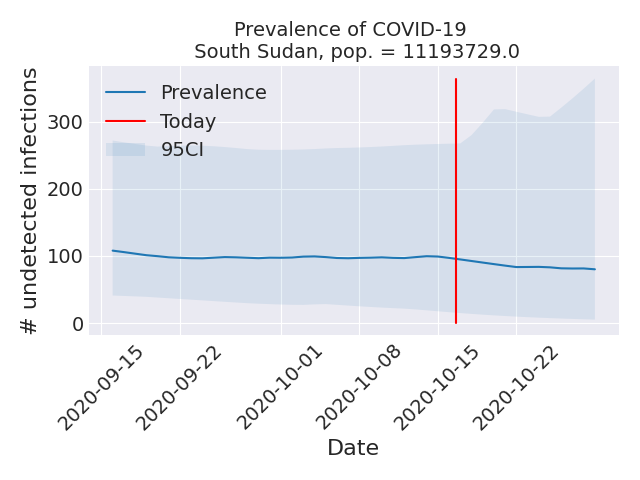 Prevalence of COVID-19
South Sudan, pop. = 11193729.0
# undetected infections
300
200
100
0
Prevalence
Today
95CI
2020-09-15
2020-09-22
2020-10-01
2020-10-08
2020-10-15
2020-10-22
Date